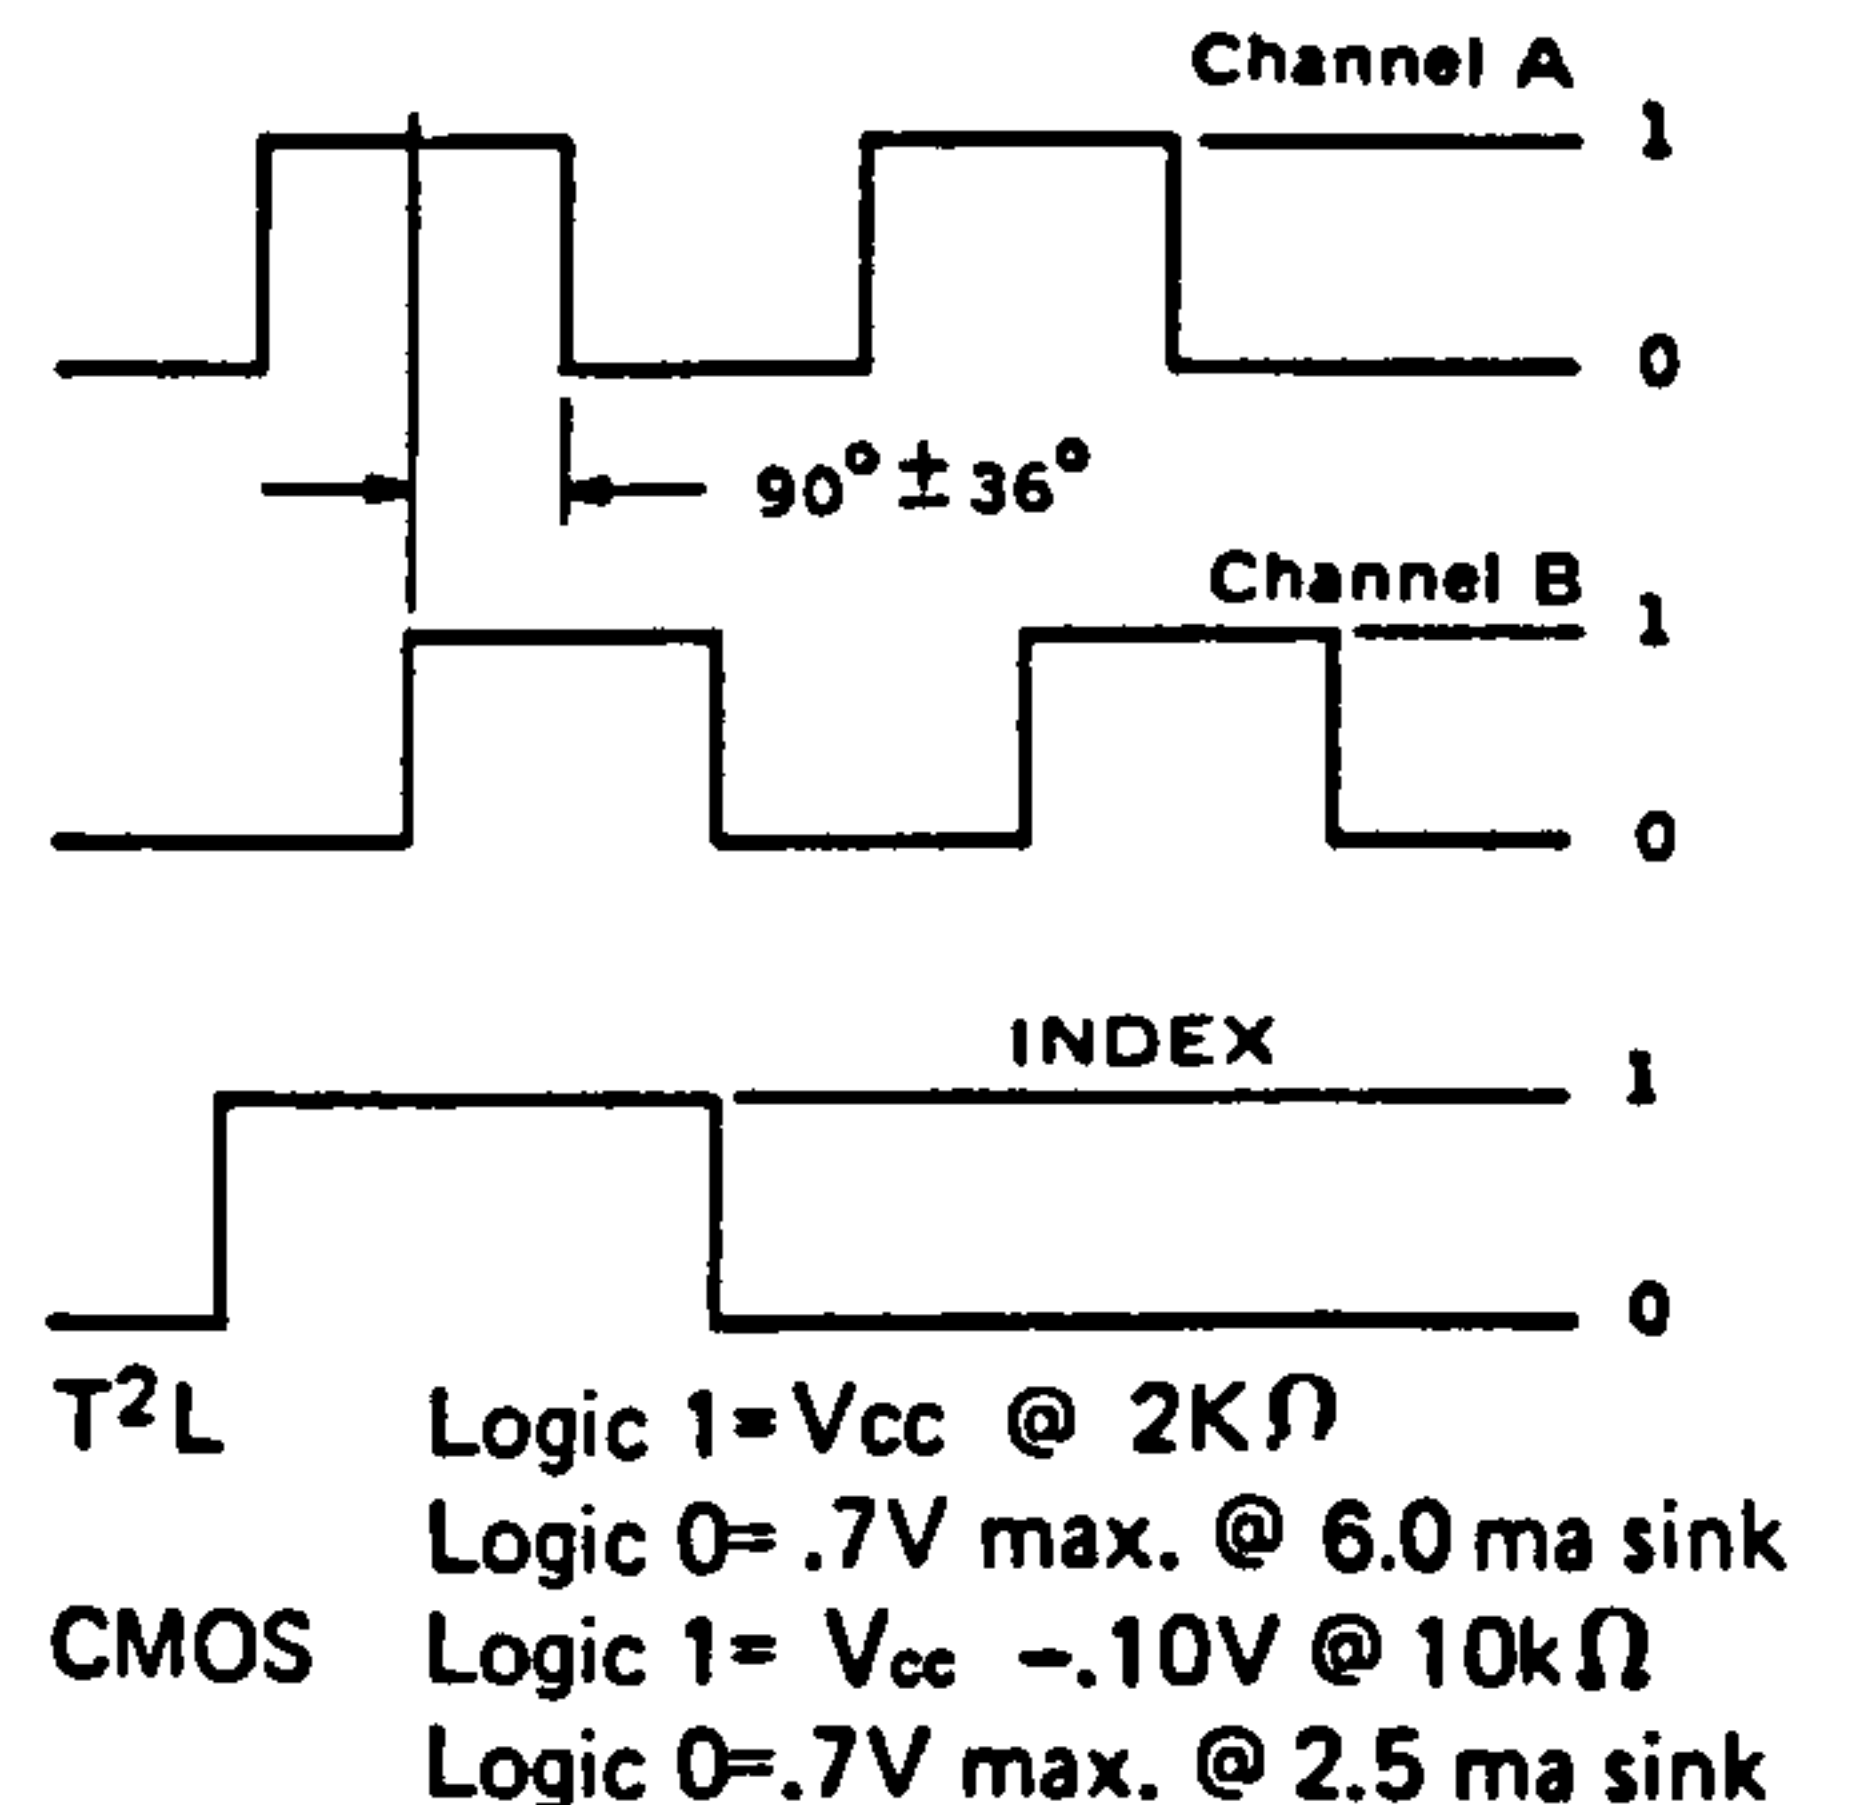 Channel A
1
0
90° ± 36°
Channel B
1
0
INDEX
1
0
T²L Logic 1=Vcc @ 2KΩ
Logic 0= .7V max. @ 6.0 ma sink
CMOS Logic 1= Vcc -.10V @ 10kΩ
Logic 0=.7V max. @ 2.5 ma sink